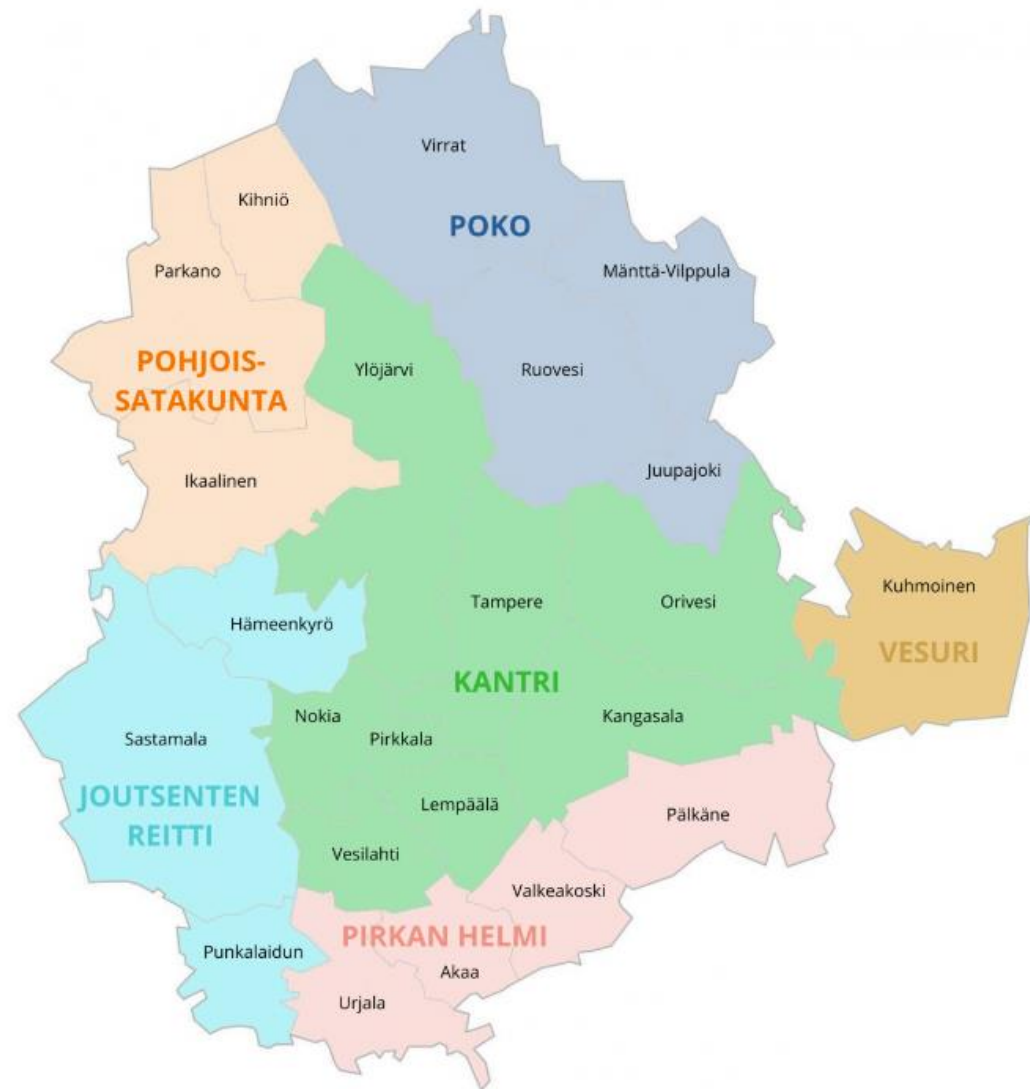 Virrat
Kihniö
POKO
Parkano
Mänttä-Vilppula
POHJOIS-
SATAKUNTA
Ylöjärvi
Ruovesi
Ikaalinen
Juupajoki
Kuhmoinen
Tampere
Orivesi
Hämeenkyrö
VESURI
KANTRI
Nokia
Kangasala
Sastamala
Pirkkala
JOUTSENTEN
REITTI
Lempäälä
Pälkäne
Vesilahti
Valkeakoski
PIRKAN HELMI
Punkalaidun
Akaa
Urjala